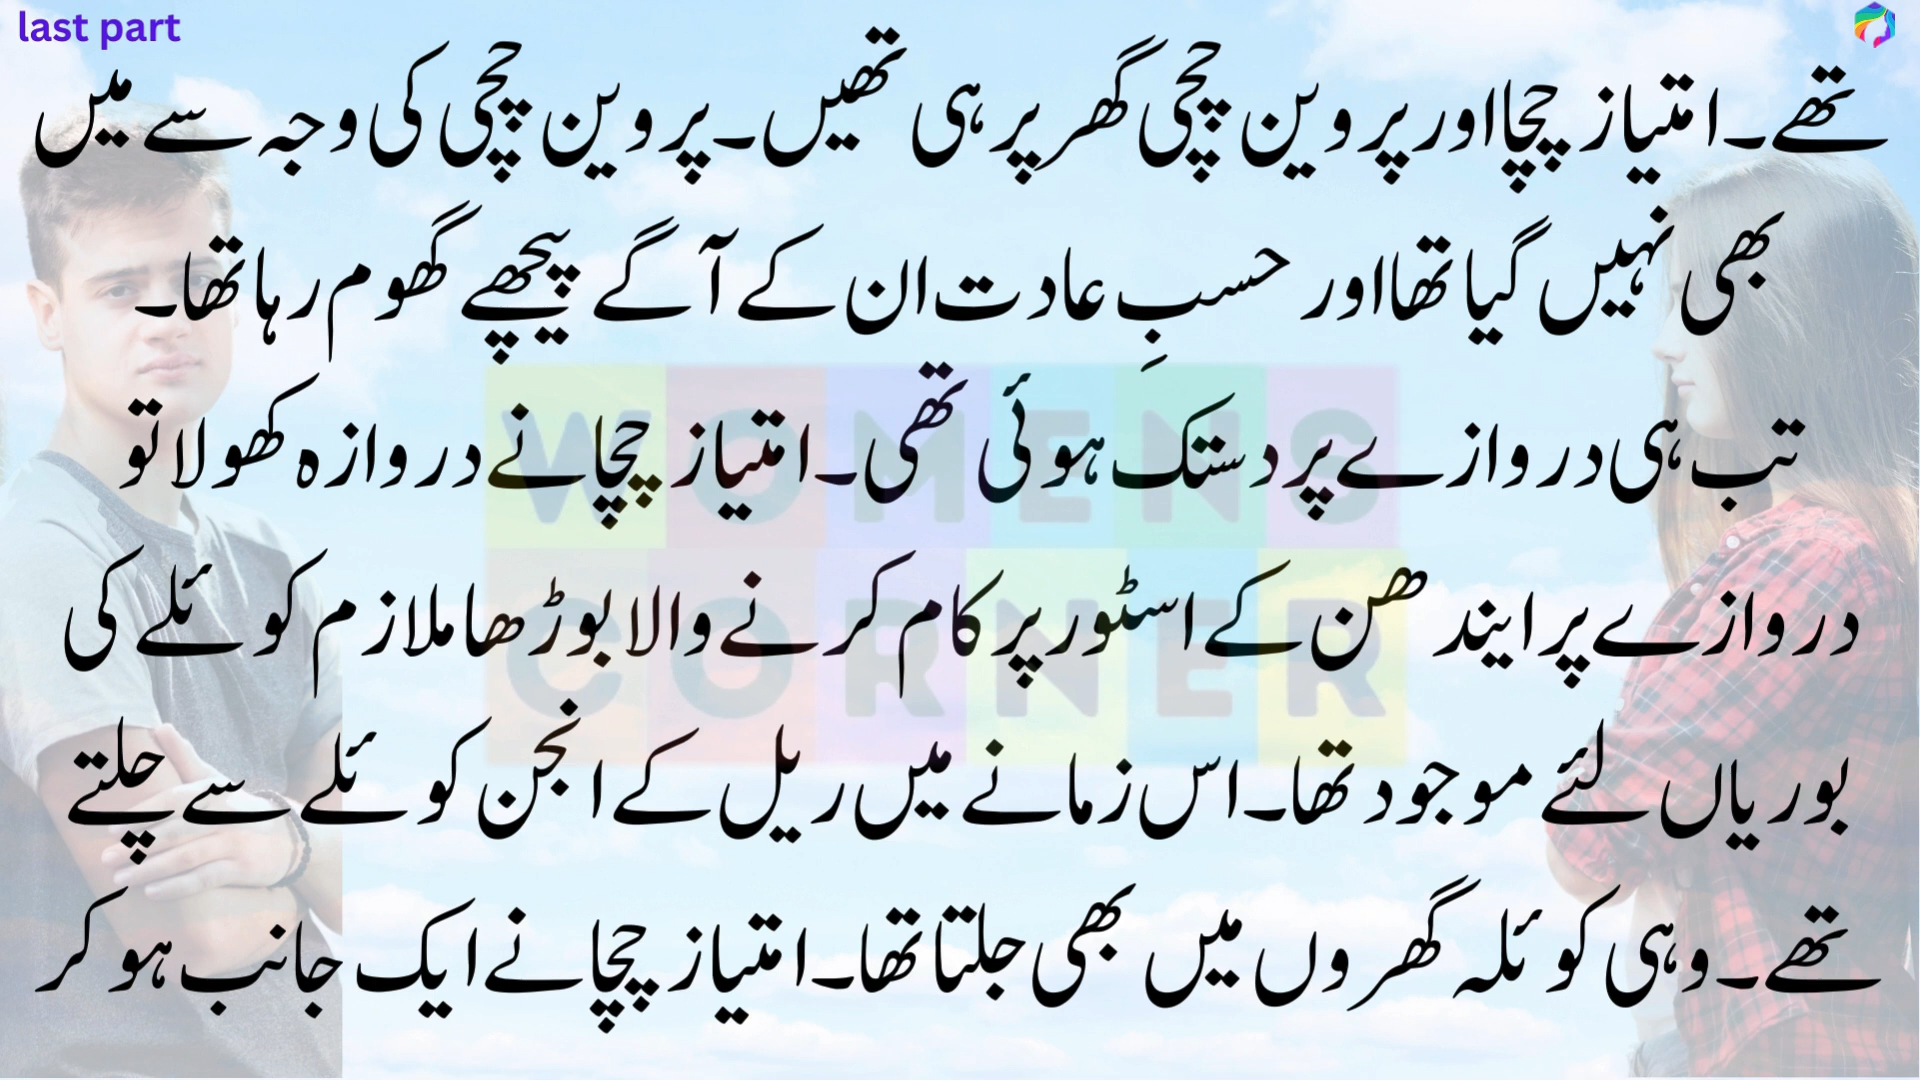 last part
تھے۔امتیاز چچا اور پروین چچی گھر پر ہی تھیں۔پروین چچی کی وجہ سے میں
بھی نہیں گیا تھا اور حسبِ عادت ان کے آگے پیچھے گھوم رہا تھا۔
تب ہی دروازے پر دستک ہوئی تھی۔امتیاز چچا نے دروازہ کھولا تو
دروازے پر ایندھن کے اسٹور پر کام کرنے والا بوڑھا ملازم کوئلے کی
بوریاں لئے موجود تھا۔اس زمانے میں ریل کے انجن کوئلے سے چلتے
تھے۔وہی کوئلہ گھروں میں بھی جلتا تھا۔امتیاز چچا نے ایک جانب ہو کر
WOMENS
CORNER